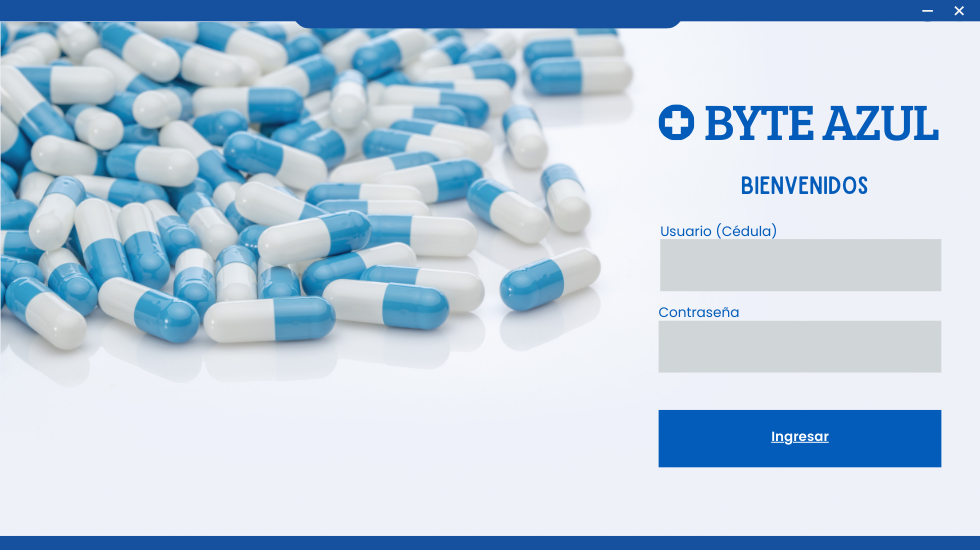 BYTE AZUL
BIENVENIDOS
Usuario (Cédula)
Contraseña
Ingresar